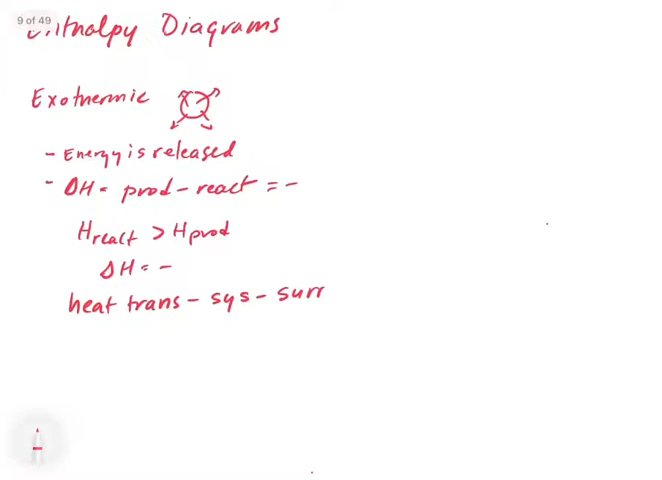 9 of 49
Enthalpy Diagrams
Exothermic
- Energy is released
- ΔH = prod - react = -
Hreact > Hprod
ΔH = -
heat trans - sys - surr